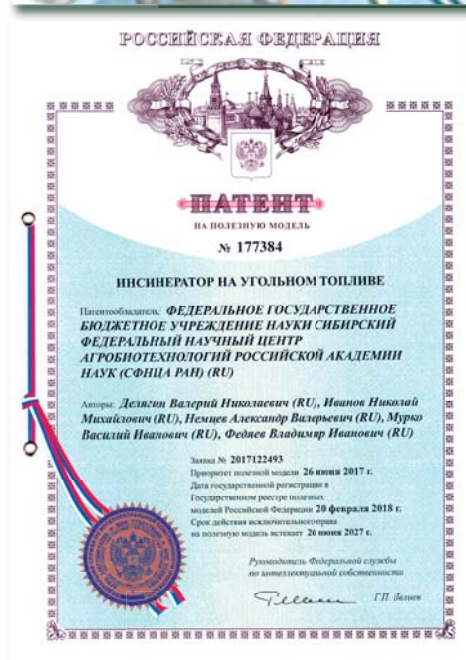 РОССИЙСКАЯ ФЕДЕРАЦИЯ
ПАТЕНТ
НА ПОЛЕЗНУЮ МОДЕЛЬ
№ 177384
ИНСИНЕРАТОР НА УГОЛЬНОМ ТОПЛИВЕ
Патентообладатель: ФЕДЕРАЛЬНОЕ ГОСУДАРСТВЕННОЕ
БЮДЖЕТНОЕ УЧРЕЖДЕНИЕ НАУКИ СИБИРСКИЙ
ФЕДЕРАЛЬНЫЙ НАУЧНЫЙ ЦЕНТР
АГРОБИОТЕХНОЛОГИЙ РОССИЙСКОЙ АКАДЕМИИ
НАУК (СФНЦА РАН) (RU)
Авторы: Делягин Валерий Николаевич (RU), Иванов Николай
Михайлович (RU), Немцев Александр Валерьевич (RU), Мурко
Василий Иванович (RU), Федяев Владимир Иванович (RU)
Заявка № 2017122493
Приоритет полезной модели 26 июня 2017 г.
Дата государственной регистрации в
Государственном реестре полезных
моделей Российской Федерации 20 февраля 2018 г.
Срок действия исключительного права
на полезную модель истекает 26 июня 2027 г.
Руководитель Федеральной службы
по интеллектуальной собственности
Г.П. Ивлиев